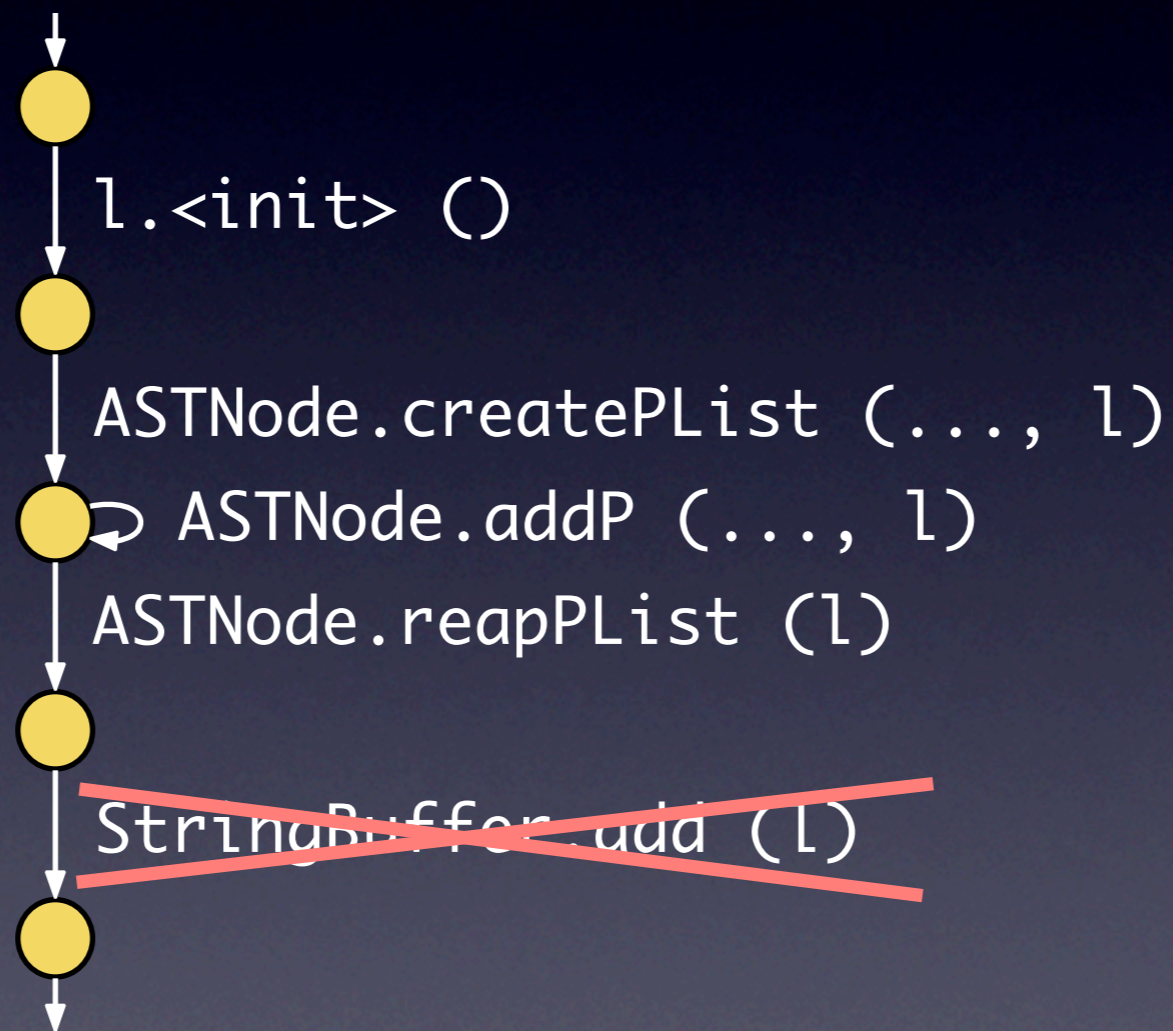 l.<init> ()
ASTNode.createPList (..., l)
ASTNode.addP (..., l)
ASTNode.reapPList (l)
StringBuffer.add (l)